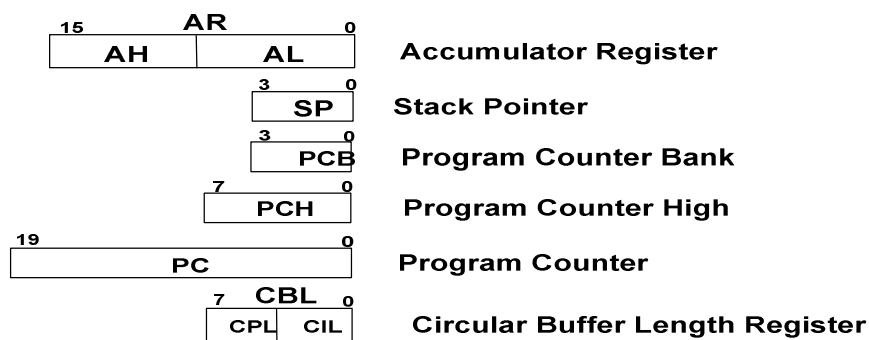 AR
15 0
AH AL Accumulator Register
3 0
SP Stack Pointer
3 0
PCB Program Counter Bank
7 0
PCH Program Counter High
19 0
PC Program Counter
7 CBL 0
CPL CIL Circular Buffer Length Register